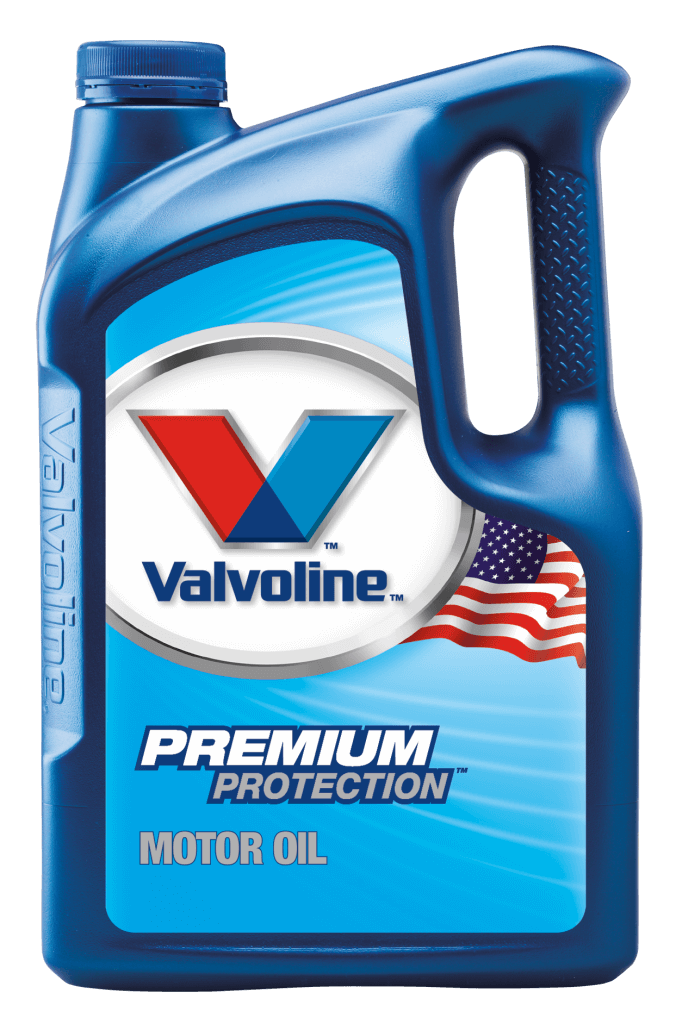 Valvoline
Valvoline™
PREMIUM
PROTECTION™
MOTOR OIL